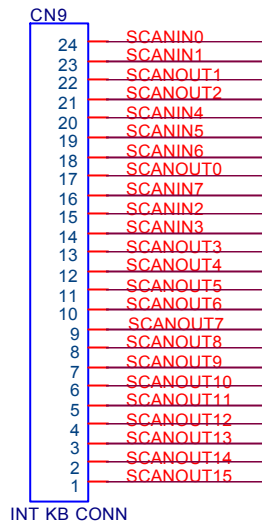 CN9
24 SCANIN0
23 SCANIN1
22 SCANOUT1
21 SCANOUT2
20 SCANIN4
19 SCANIN5
18 SCANIN6
17 SCANOUT0
16 SCANIN7
15 SCANIN2
14 SCANIN3
13 SCANOUT3
12 SCANOUT4
11 SCANOUT5
10 SCANOUT6
9 SCANOUT7
8 SCANOUT8
7 SCANOUT9
6 SCANOUT10
5 SCANOUT11
4 SCANOUT12
3 SCANOUT13
2 SCANOUT14
1 SCANOUT15
INT KB CONN